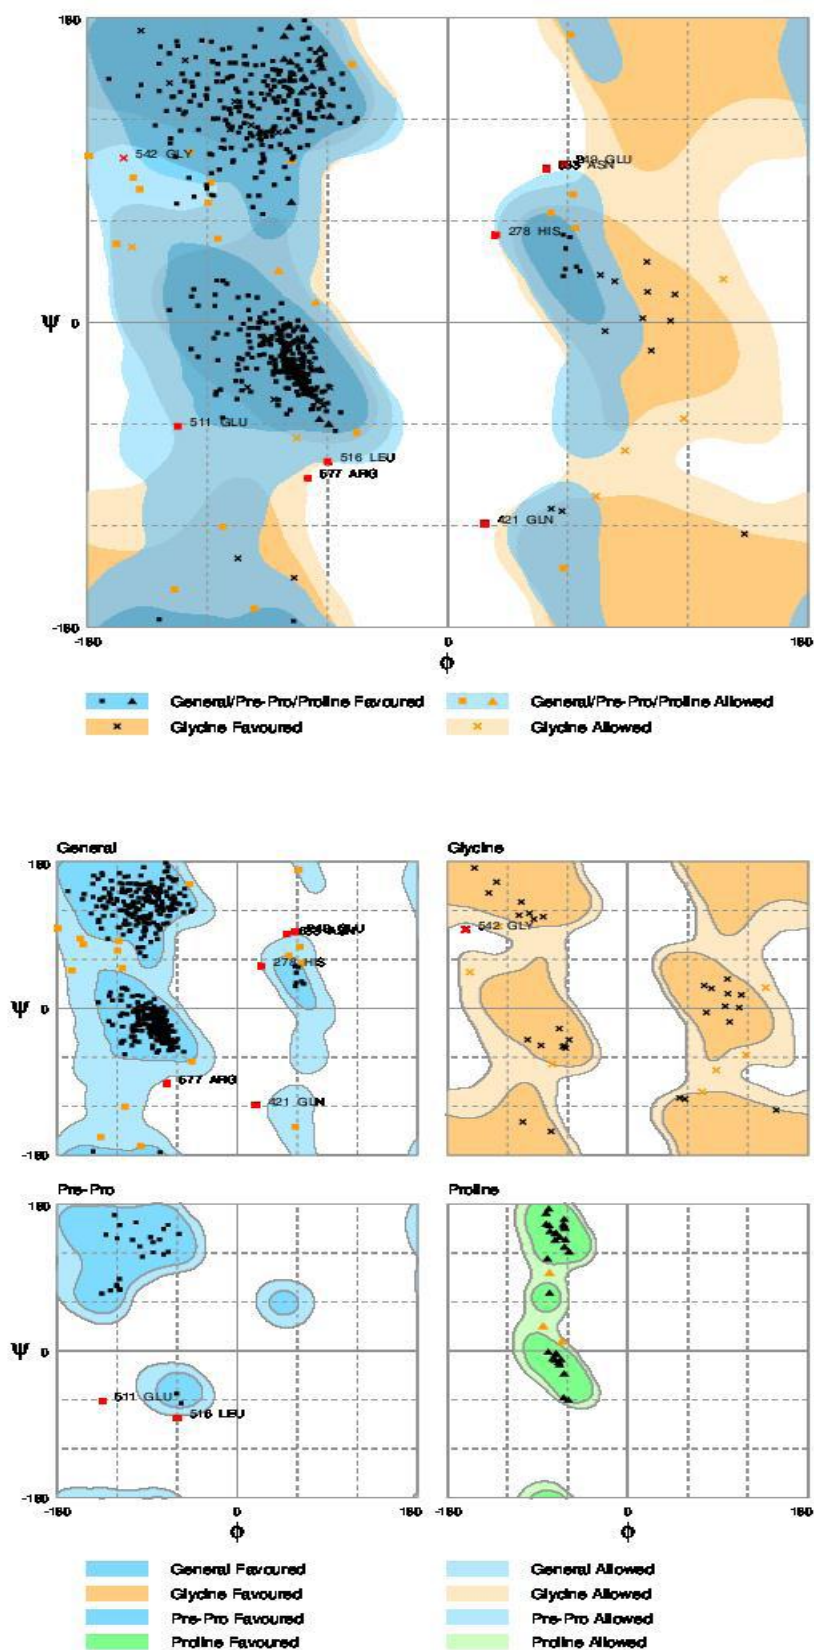 180
542 GLY
249 GLU
ASN
278 HIS
Ψ 0
511 GLU
516 LEU
577 ARG
421 GLN
-180
-180 0 180
Φ
General/Pre-Pro/Proline Favoured General/Pre-Pro/Proline Allowed
Glycine Favoured Glycine Allowed
General Glycine
180
542 GLY
278 HIS
Ψ 0
577 ARG
421 GLN
-180
Pre-Pro Proline
180
Ψ 0
511 GLU
516 LEU
-180
-180 0 180 -180 0 180
Φ Φ
General Favoured General Allowed
Glycine Favoured Glycine Allowed
Pre-Pro Favoured Pre-Pro Allowed
Proline Favoured Proline Allowed